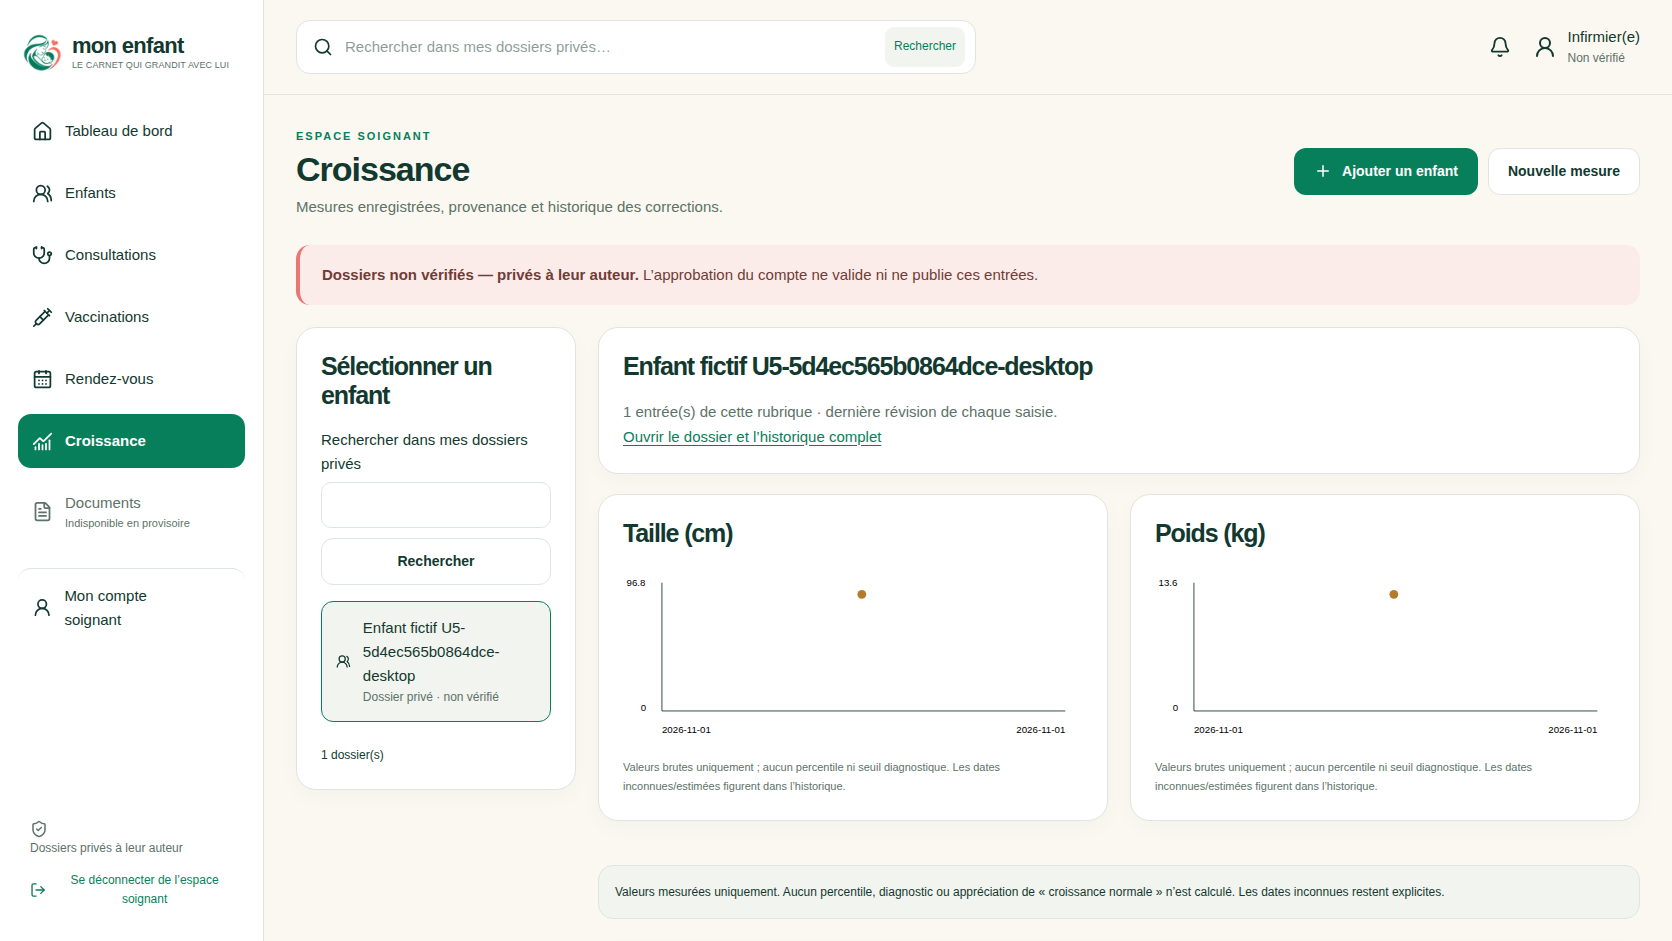 mon enfant
LE CARNET QUI GRANDIT AVEC LUI
Tableau de bord
Enfants
Consultations
Vaccinations
Rendez-vous
Croissance
Documents
Indisponible en provisoire
Mon compte
soignant
Dossiers privés à leur auteur
Se déconnecter de l’espace
soignant
Rechercher dans mes dossiers privés…
Rechercher
Infirmier(e)
Non vérifié
ESPACE SOIGNANT
Croissance
Mesures enregistrées, provenance et historique des corrections.
Ajouter un enfant
Nouvelle mesure
Dossiers non vérifiés — privés à leur auteur. L’approbation du compte ne valide ni ne publie ces entrées.
Sélectionner un
enfant
Rechercher dans mes dossiers
privés
Rechercher
Enfant fictif U5-
5d4ec565b0864dce-
desktop
Dossier privé · non vérifié
1 dossier(s)
Enfant fictif U5-5d4ec565b0864dce-desktop
1 entrée(s) de cette rubrique · dernière révision de chaque saisie.
Ouvrir le dossier et l’historique complet
Taille (cm)
96.8
0
2026-11-01
2026-11-01
Valeurs brutes uniquement ; aucun percentile ni seuil diagnostique. Les dates
inconnues/estimées figurent dans l’historique.
Poids (kg)
13.6
0
2026-11-01
2026-11-01
Valeurs brutes uniquement ; aucun percentile ni seuil diagnostique. Les dates
inconnues/estimées figurent dans l’historique.
Valeurs mesurées uniquement. Aucun percentile, diagnostic ou appréciation de « croissance normale » n’est calculé. Les dates inconnues restent explicites.